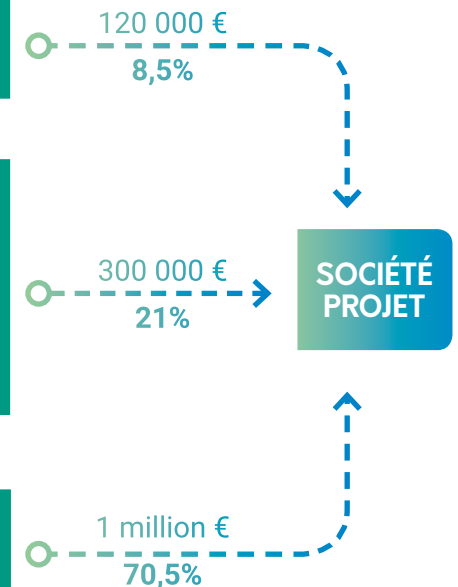 120 000 €
8,5%
300 000 €
21%
SOCIÉTÉ
PROJET
1 million €
70,5%